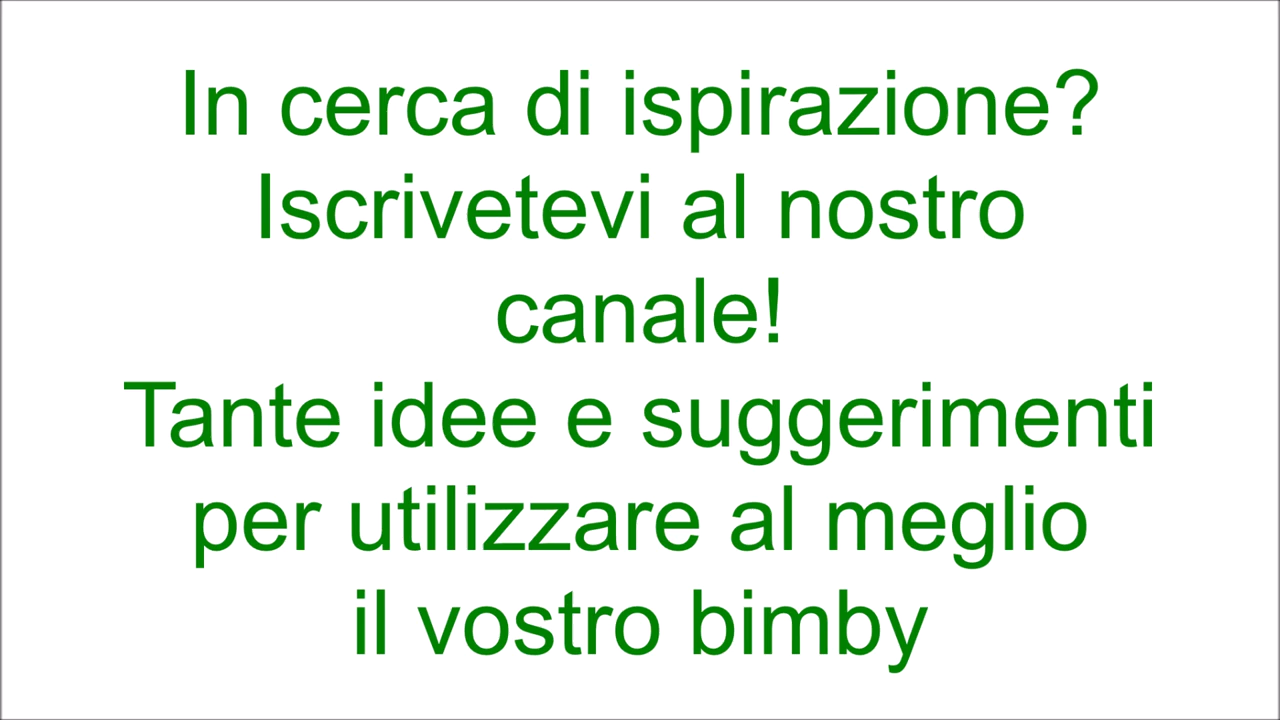 In cerca di ispirazione?
Iscrivetevi al nostro
canale!
Tante idee e suggerimenti
per utilizzare al meglio
il vostro bimby